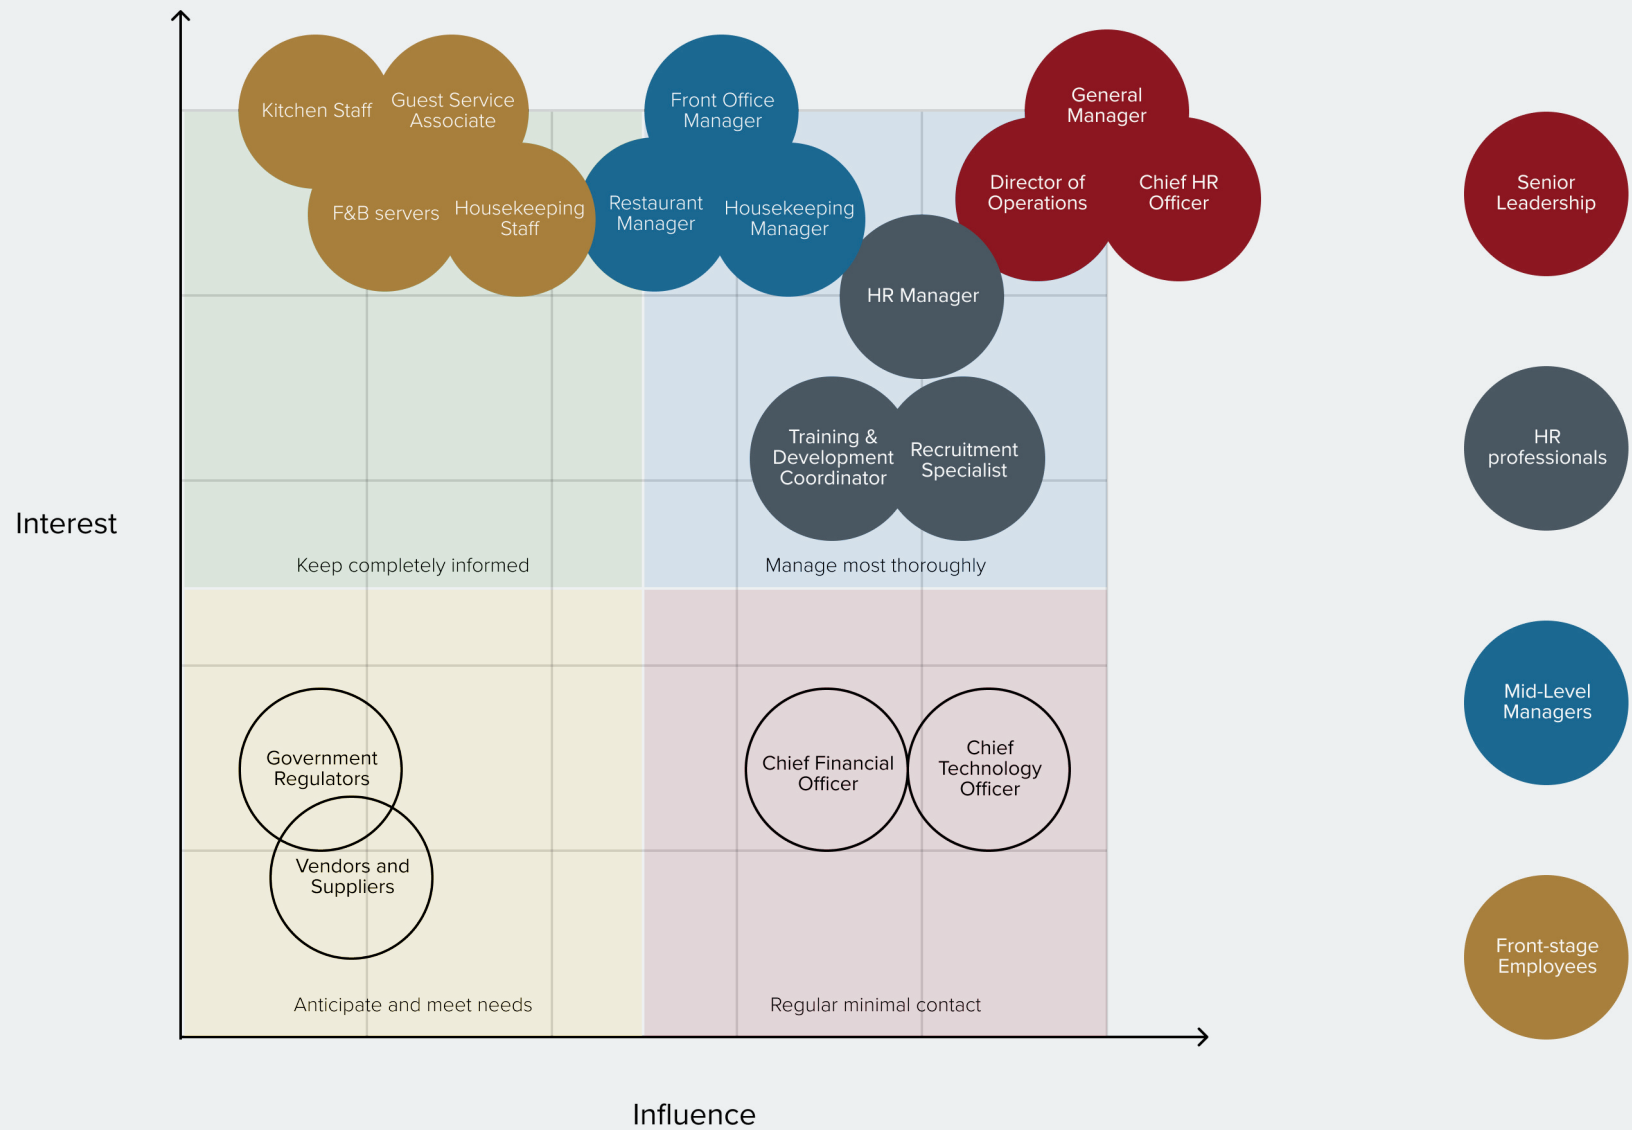 Kitchen Staff
Guest Service
Associate
F&B servers
Housekeeping
Staff
Front Office
Manager
Restaurant
Manager
Housekeeping
Manager
General
Manager
Director of
Operations
Chief HR
Officer
HR Manager
Training &
Development
Coordinator
Recruitment
Specialist
Interest
Keep completely informed
Manage most thoroughly
Government
Regulators
Vendors and
Suppliers
Chief Financial
Officer
Chief
Technology
Officer
Anticipate and meet needs
Regular minimal contact
Influence
Senior
Leadership
HR
professionals
Mid-Level
Managers
Front-stage
Employees